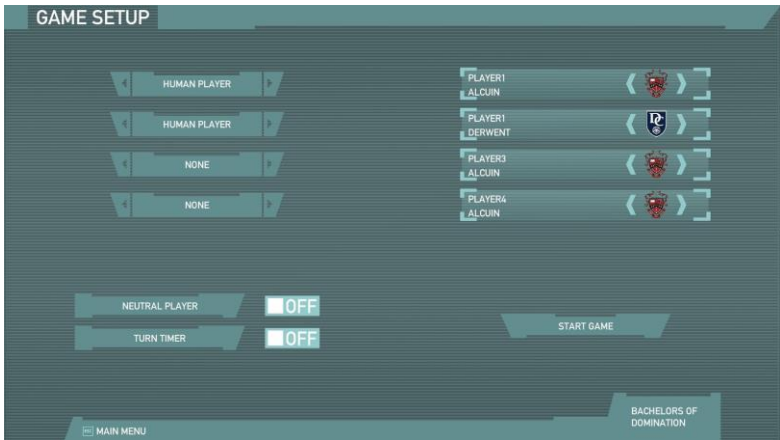 GAME SETUP
HUMAN PLAYER
PLAYER1
ALCUIN
HUMAN PLAYER
PLAYER1
DERWENT
DC
NONE
PLAYER3
ALCUIN
NONE
PLAYER4
ALCUIN
NEUTRAL PLAYER
OFF
TURN TIMER
OFF
START GAME
MAIN MENU
BACHELORS OF
DOMINATION